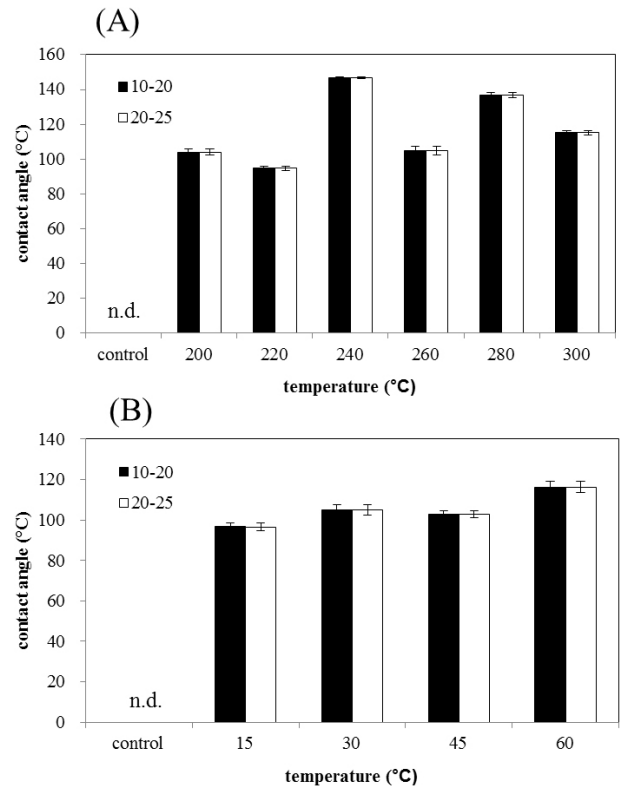 (A)
160
140
120
100
80
60
40
20
0
10-20
20-25
contact angle (°C)
n.d.
control 200 220 240 260 280 300
temperature (°C)
(B)
140
120
100
80
60
40
20
0
10-20
20-25
contact angle (°C)
n.d.
control 15 30 45 60
temperature (°C)